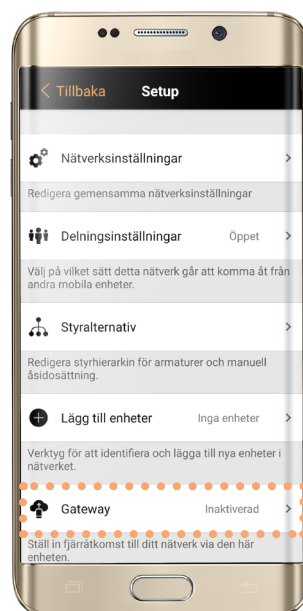 Tillbaka Setup
Nätverksinställningar
Redigera gemensamma nätverksinställningar
Delningsinställningar Öppet
Välj på vilket sätt detta nätverk går att komma åt från
andra mobila enheter.
Styralternativ
Redigera styrhierarkin för armaturer och manuell
åsidosättning.
Lägg till enheter Inga enheter
Verktyg för att identifiera och lägga till nya enheter i
nätverket.
Gateway Inaktiverad
Ställ in fjärråtkomst till ditt nätverk via den här
enheten.